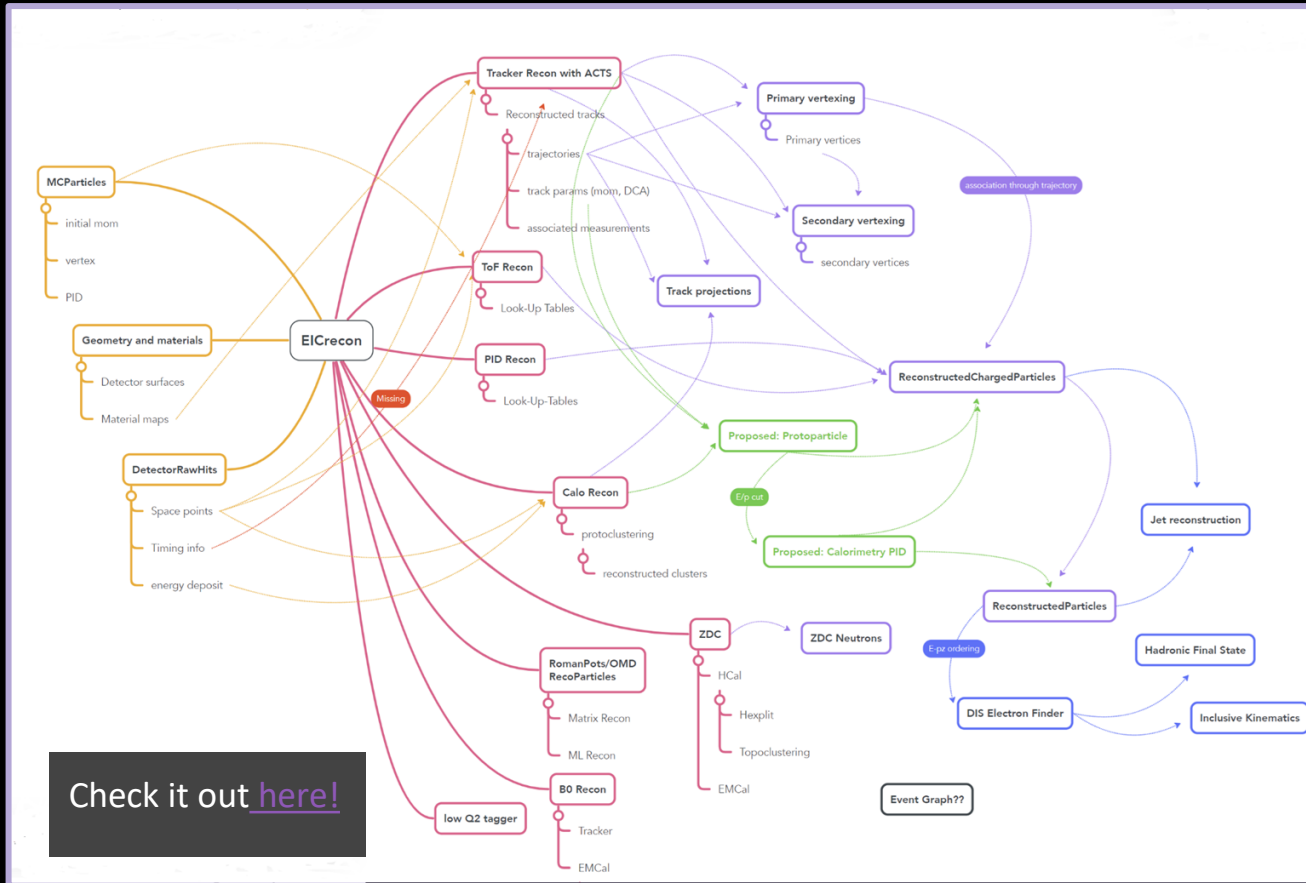 Tracker Recon with ACTS
Reconstructed tracks
trajectories
track params (mom, DCA)
associated measurements
Primary vertexing
Primary vertices
association through trajectory
Secondary vertexing
secondary vertices
MCParticles
initial mom
vertex
PID
ToF Recon
Look-Up Tables
Track projections
Geometry and materials
Detector surfaces
Material maps
EICrecon
PID Recon
Look-Up-Tables
Missing
ReconstructedChargedParticles
Proposed: Protoparticle
DetectorRawHits
Space points
Timing info
energy deposit
Calo Recon
protoclustering
reconstructed clusters
E/p cut
Proposed: Calorimetry PID
Jet reconstruction
ReconstructedParticles
ZDC
HCal
Hexplit
Topoclustering
EMCal
ZDC Neutrons
E-pz ordering
Hadronic Final State
DIS Electron Finder
Inclusive Kinematics
RomanPots/OMD
RecoParticles
Matrix Recon
ML Recon
B0 Recon
Tracker
EMCal
low Q2 tagger
Event Graph??
Check it out here!